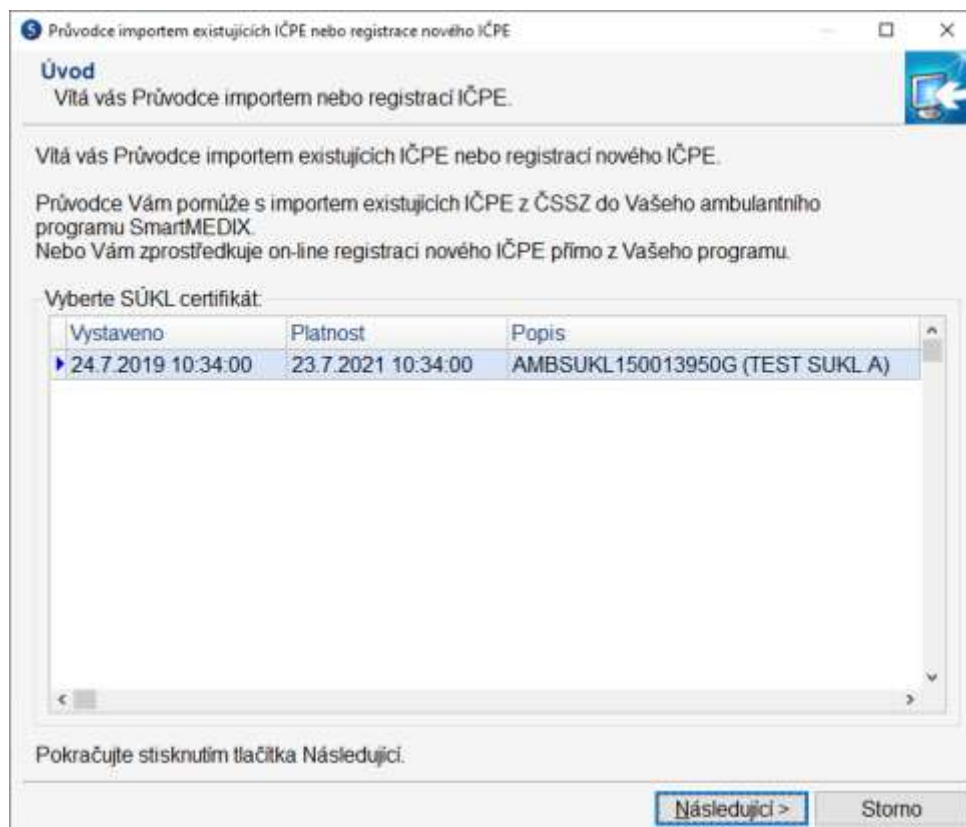 Průvodce importem existujících IČPE nebo registrace nového IČPE
Úvod
Vítá vás Průvodce importem nebo registrací IČPE.
Vítá vás Průvodce importem existujících IČPE nebo registrací nového IČPE.
Průvodce Vám pomůže s importem existujících IČPE z ČSSZ do Vašeho ambulantního
programu SmartMEDIX.
Nebo Vám zprostředkuje on-line registraci nového IČPE přímo z Vašeho programu.
Vyberte SÚKL certifikát:
Vystaveno Platnost Popis
24.7.2019 10:34:00 23.7.2021 10:34:00 AMBSUKL150013950G (TEST SUKL A)
Pokračujte stisknutím tlačítka Následující.
Následující > Storno